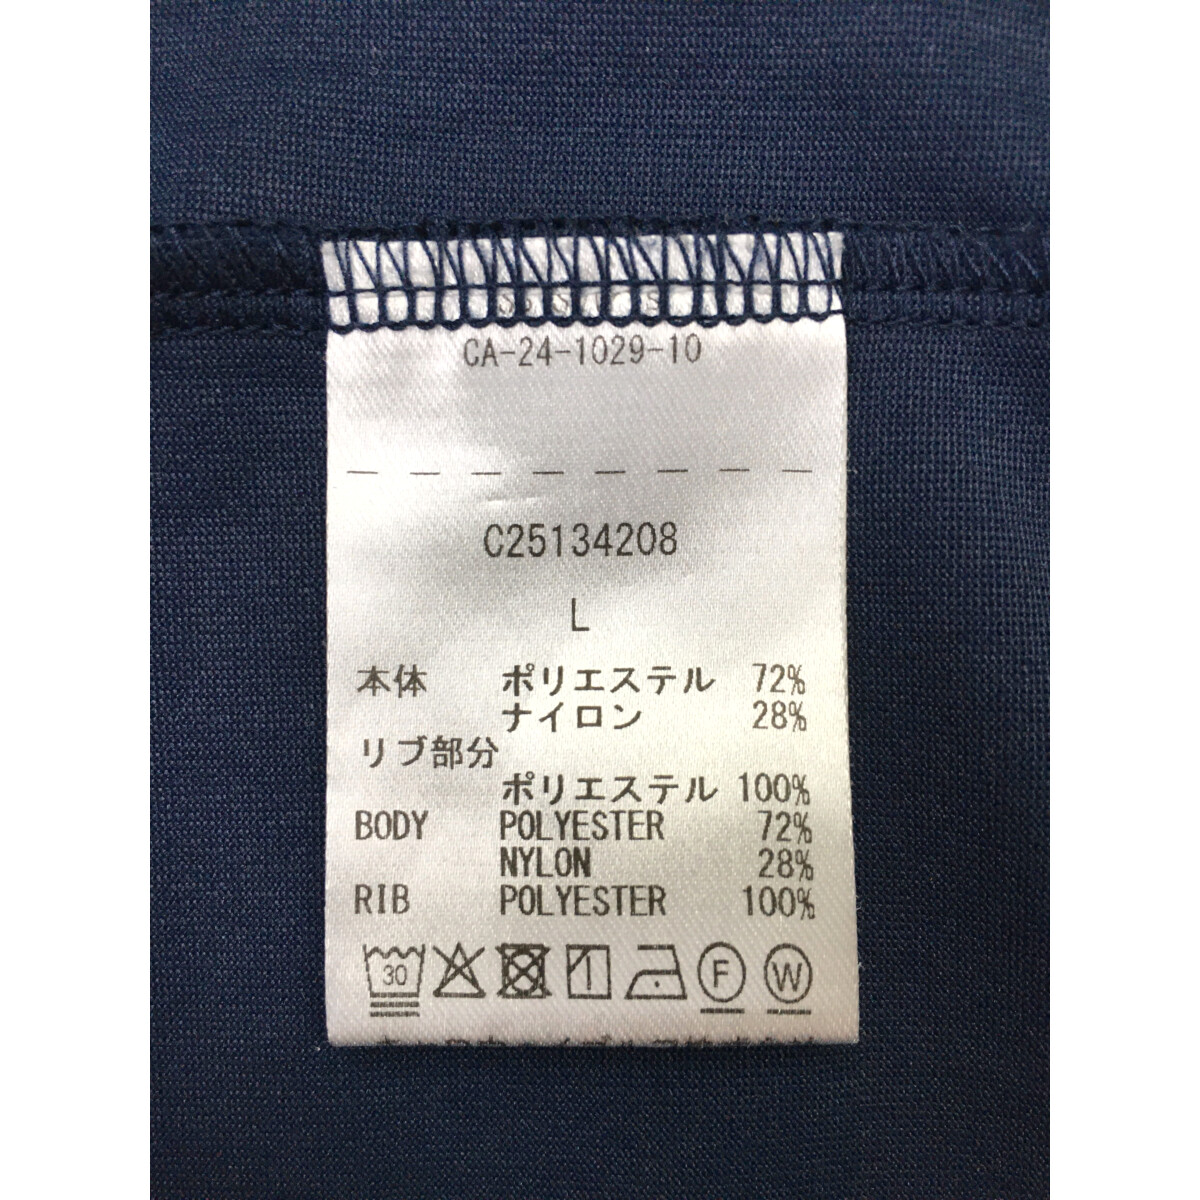 CA-24-1029-10
C25134208
L
本体 ポリエステル 72%
ナイロン 28%
リブ部分
ポリエステル 100%
BODY POLYESTER 72%
NYLON 28%
RIB POLYESTER 100%
30
F W